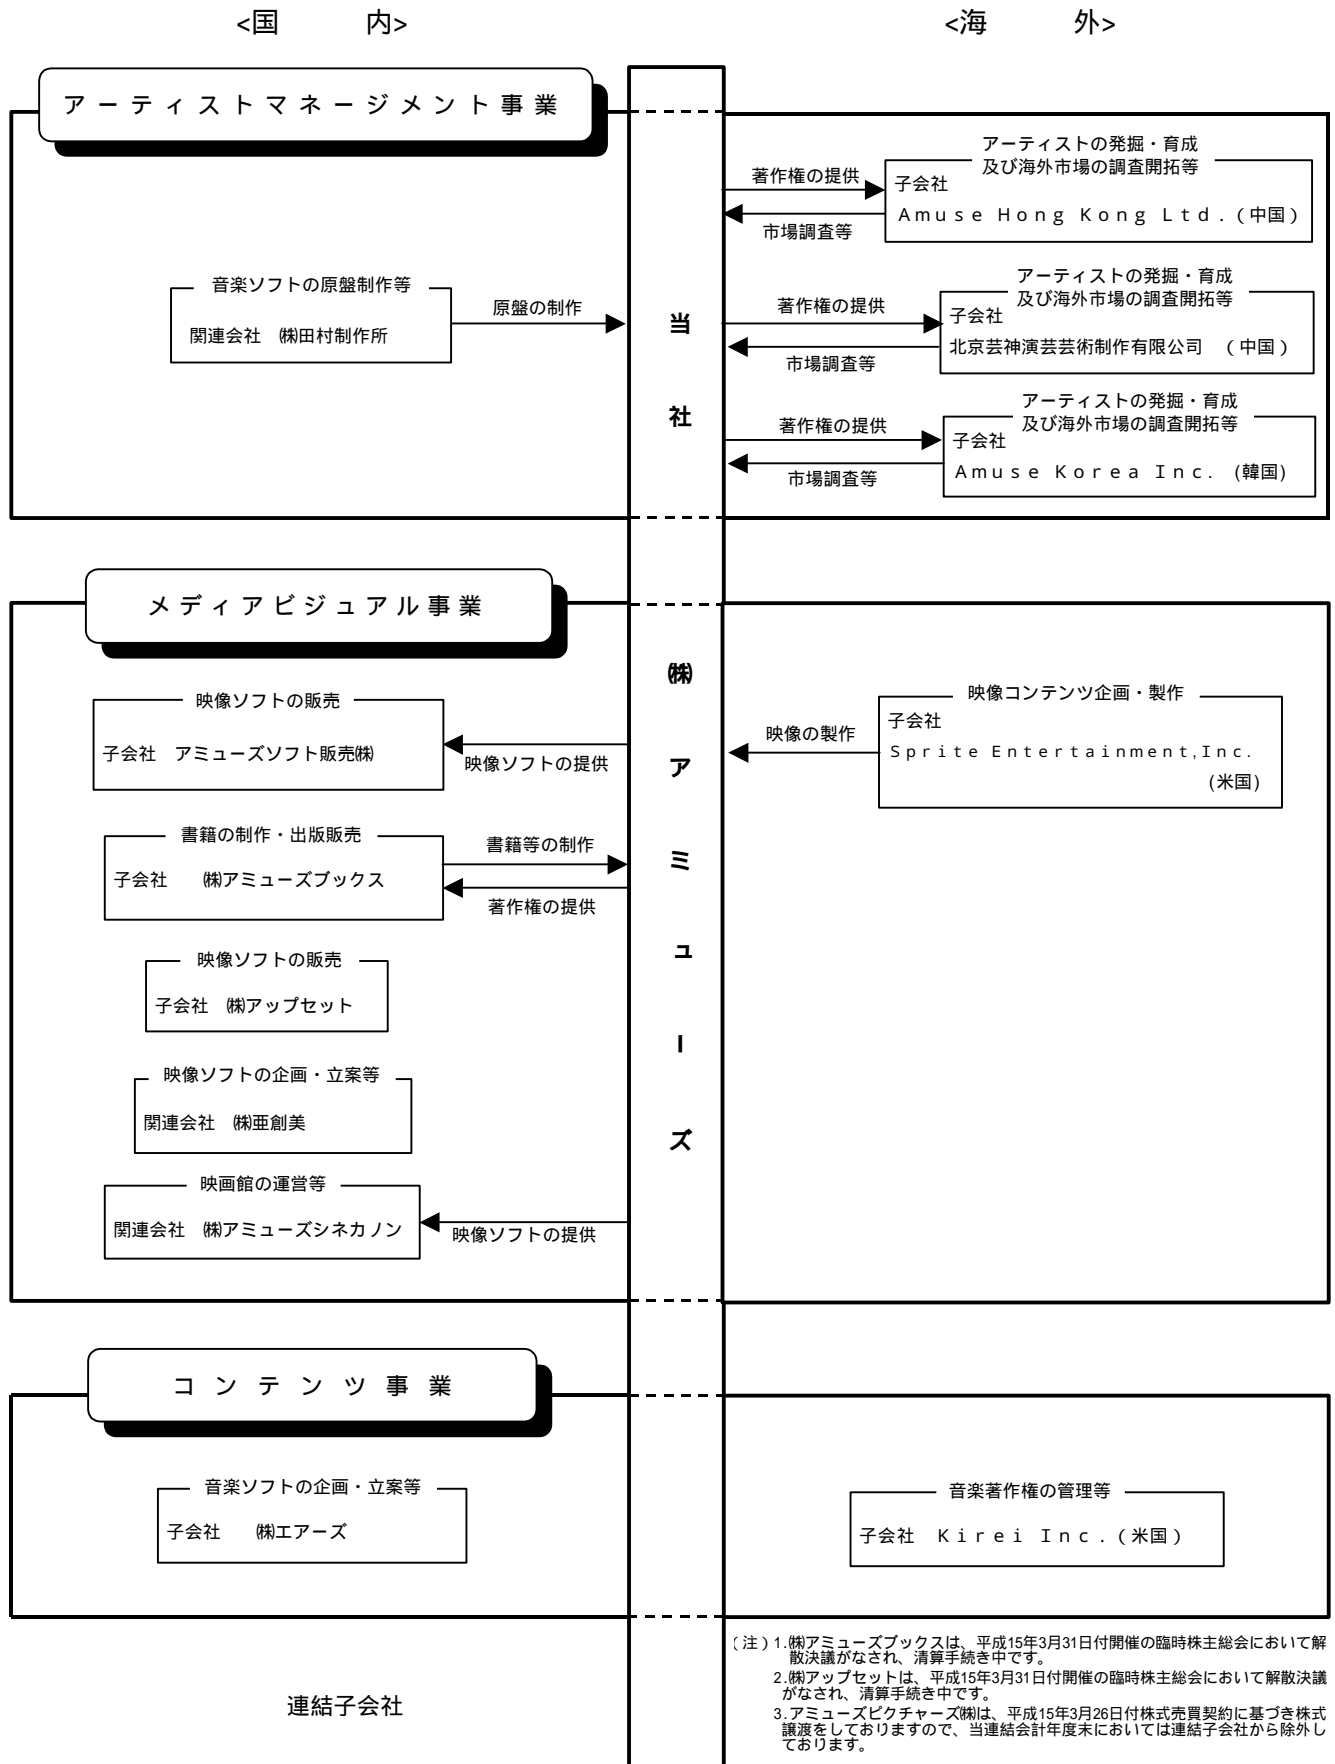 <国　内>
<海　外>
アーティストマネージメント事業
音楽ソフトの原盤制作等
関連会社　㈱田村制作所
原盤の制作
当社　㈱アミューズ
著作権の提供
市場調査等
アーティストの発掘・育成
及び海外市場の調査開拓等
子会社
Amuse Hong Kong Ltd.(中国)
著作権の提供
市場調査等
アーティストの発掘・育成
及び海外市場の調査開拓等
子会社
北京芸神演芸芸術制作有限公司　(中国)
著作権の提供
市場調査等
アーティストの発掘・育成
及び海外市場の調査開拓等
子会社
Amuse Korea Inc. (韓国)
メディアビジュアル事業
映像ソフトの販売
子会社　アミューズソフト販売㈱
映像ソフトの提供
書籍の制作・出版販売
子会社　㈱アミューズブックス
書籍等の制作
著作権の提供
映像ソフトの販売
子会社　㈱アップセット
映像ソフトの企画・立案等
関連会社　㈱亜創美
映画館の運営等
関連会社　㈱アミューズシネカノン
映像ソフトの提供
映像の製作
映像コンテンツ企画・製作
子会社
Sprite Entertainment,Inc.
(米国)
コンテンツ事業
音楽ソフトの企画・立案等
子会社　㈱エアーズ
音楽著作権の管理等
子会社　Kirei Inc.(米国)
(注)1.㈱アミューズブックスは、平成15年3月31日付開催の臨時株主総会において解
散決議がなされ、清算手続き中です。
2.㈱アップセットは、平成15年3月31日付開催の臨時株主総会において解散決議
がなされ、清算手続き中です。
3.アミューズピクチャーズ㈱は、平成15年3月26日付株式売買契約に基づき株式
譲渡をしておりますので、当連結会計年度末においては連結子会社から除外し
ております。
連結子会社